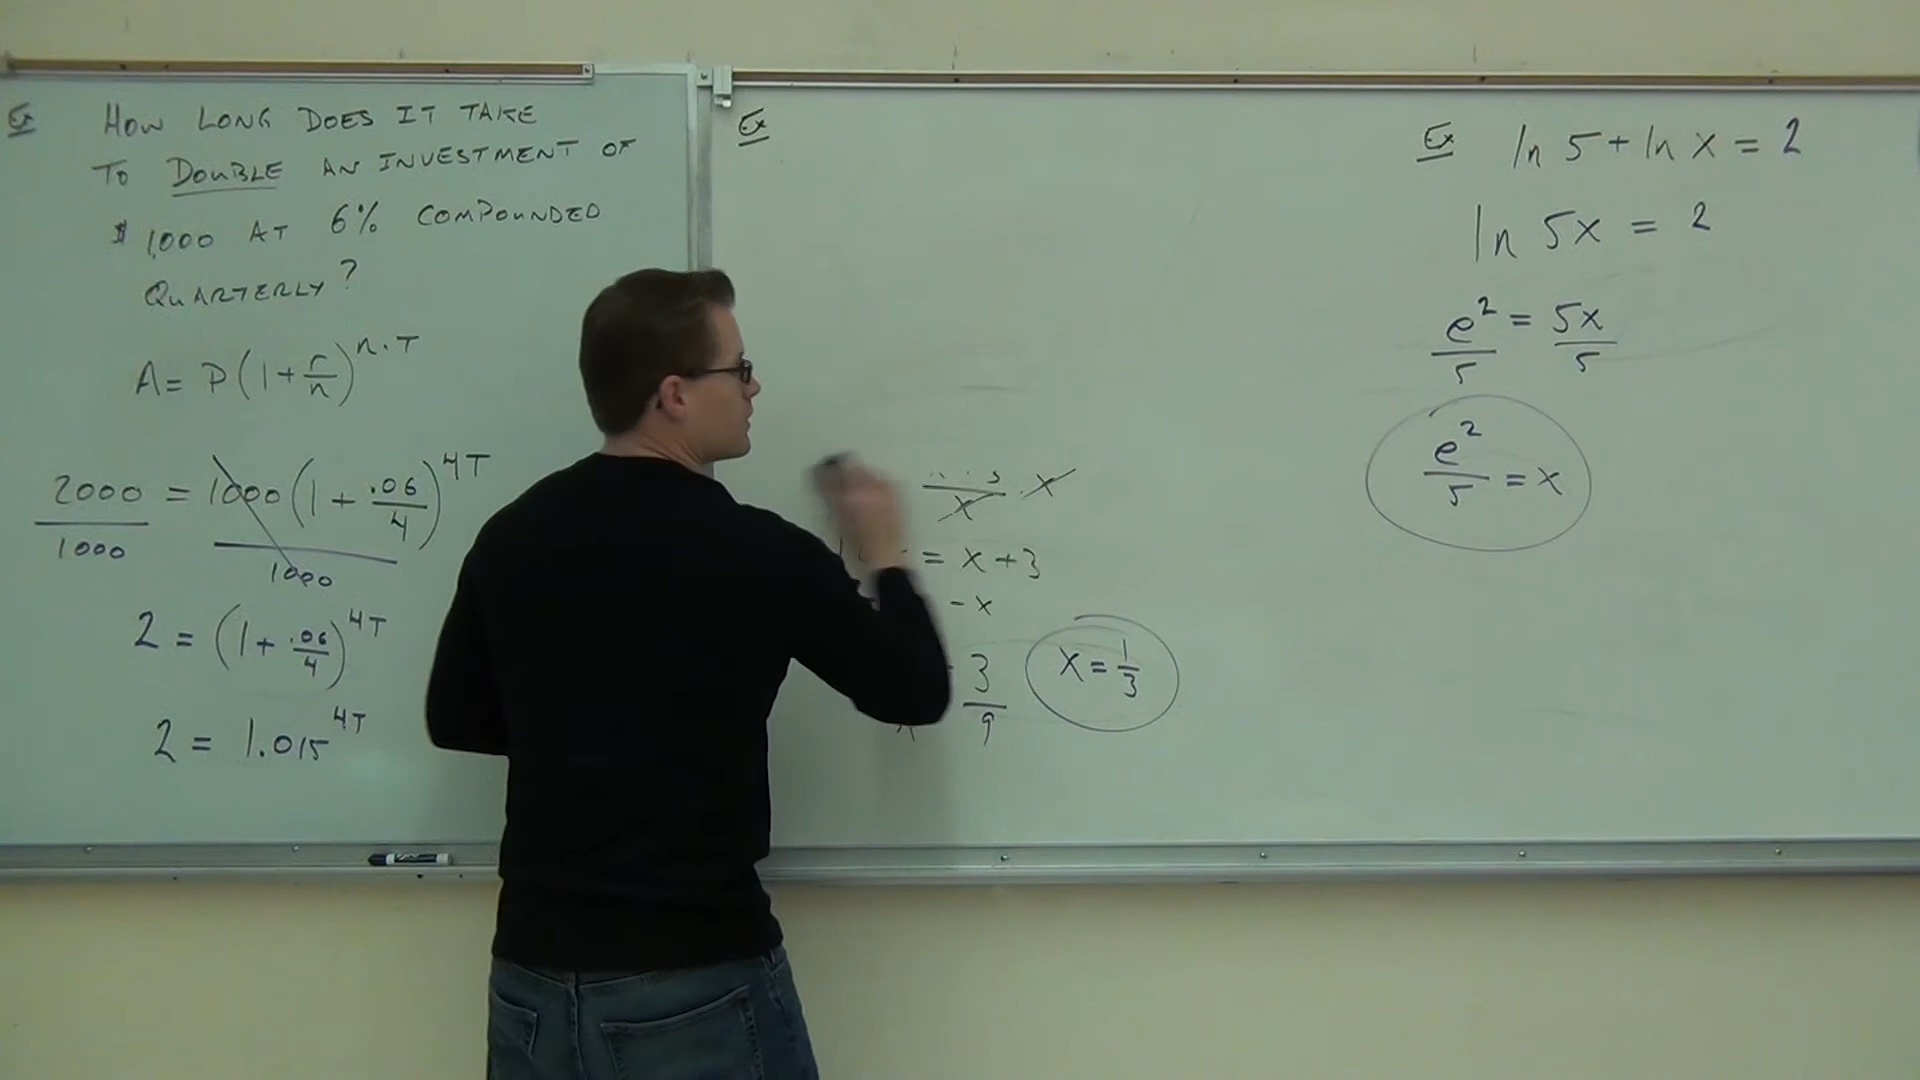 Ex HOW LONG DOES IT TAKE
TO DOUBLE AN INVESTMENT OF
$1,000 AT 6% COMPOUNDED
QUARTERLY?
A = P(1 + r/n)^(n·T)
2000/1000 = 1000(1 + .06/4)^(4T)/1000
2 = (1 + .06/4)^(4T)
2 = 1.015^(4T)
Ex
x · x
= x + 3
- x
3/9
x = 1/3
Ex ln 5 + ln x = 2
ln 5x = 2
e^2/5 = 5x/5
e^2/5 = x